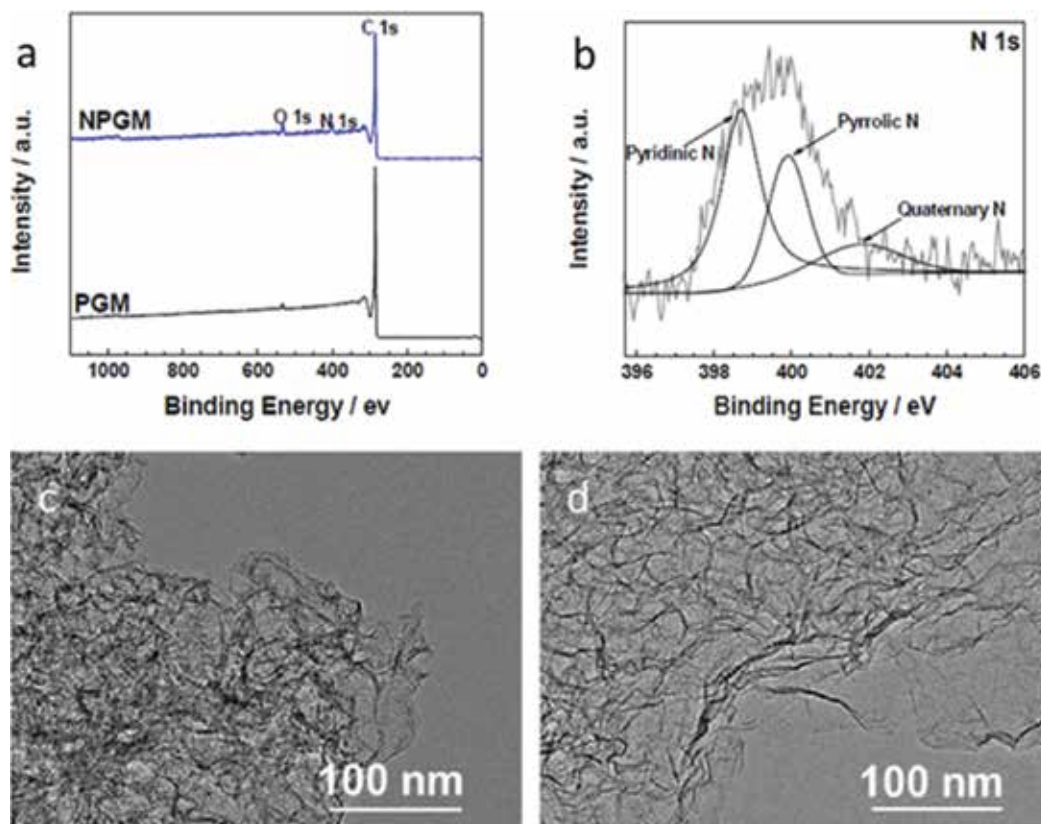 a
C 1s
NPGM
O 1s N 1s
PGM
Intensity / a.u.
1000 800 600 400 200 0
Binding Energy / ev
b
N 1s
Pyrrolic N
Pyridinic N
Quaternary N
Intensity / a.u.
396 398 400 402 404 406
Binding Energy / eV
c
100 nm
d
100 nm